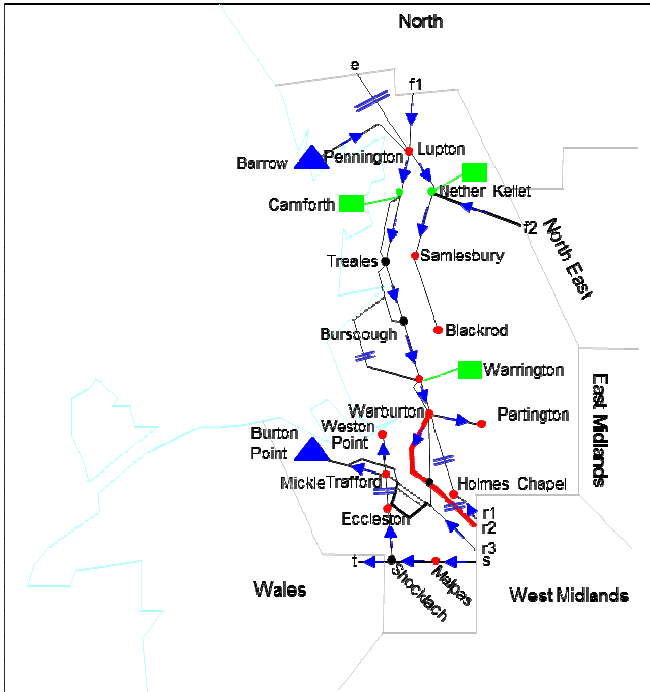 North
e
f1
Pennington
Lupton
Barrow
Nether Kellet
Carnforth
f2
North East
Treales
Samlesbury
Burscough
Blackrod
Warrington
East Midlands
Warburton
Partington
Weston
Point
Burton
Point
Mickle Trafford
Holmes Chapel
Eccleston
r1
r2
r3
t
s
Shocklach
Malpas
Wales
West Midlands